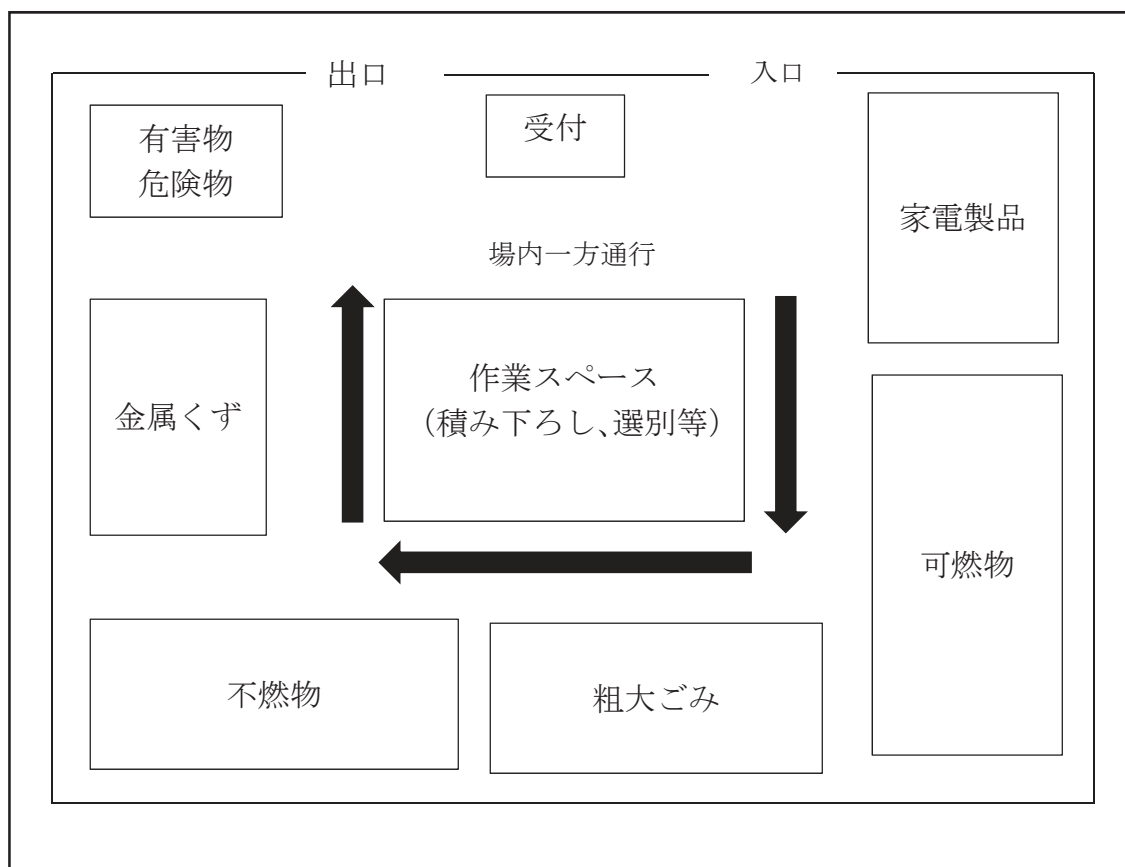 出口
入口
有害物
危険物
受付
家電製品
場内一方通行
金属くず
作業スペース
（積み下ろし、選別等）
可燃物
不燃物
粗大ごみ